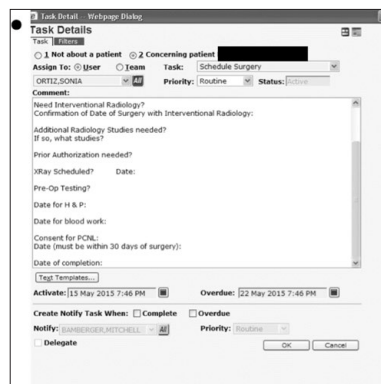 Task Detail -- Webpage Dialog
Task Details
Task Filters
1 Not about a patient 2 Concerning patient
Assign To: User Team Task: Schedule Surgery
ORTIZ,SONIA All Priority: Routine Status: Active
Comment:
Need Interventional Radiology?
Confirmation of Date of Surgery with Interventional Radiology:
Additional Radiology Studies needed?
If so, what studies?
Prior Authorization needed?
XRay Scheduled? Date:
Pre-Op Testing?
Date for H & P:
Date for blood work:
Consent for PCNL:
Date (must be within 30 days of surgery):
Date of completion:
Text Templates...
Activate: 15 May 2015 7:46 PM Overdue: 22 May 2015 7:46 PM
Create Notify Task When: Complete Overdue
Notify: BAMBERGER,MITCHELL All Priority: Routine
Delegate
OK Cancel